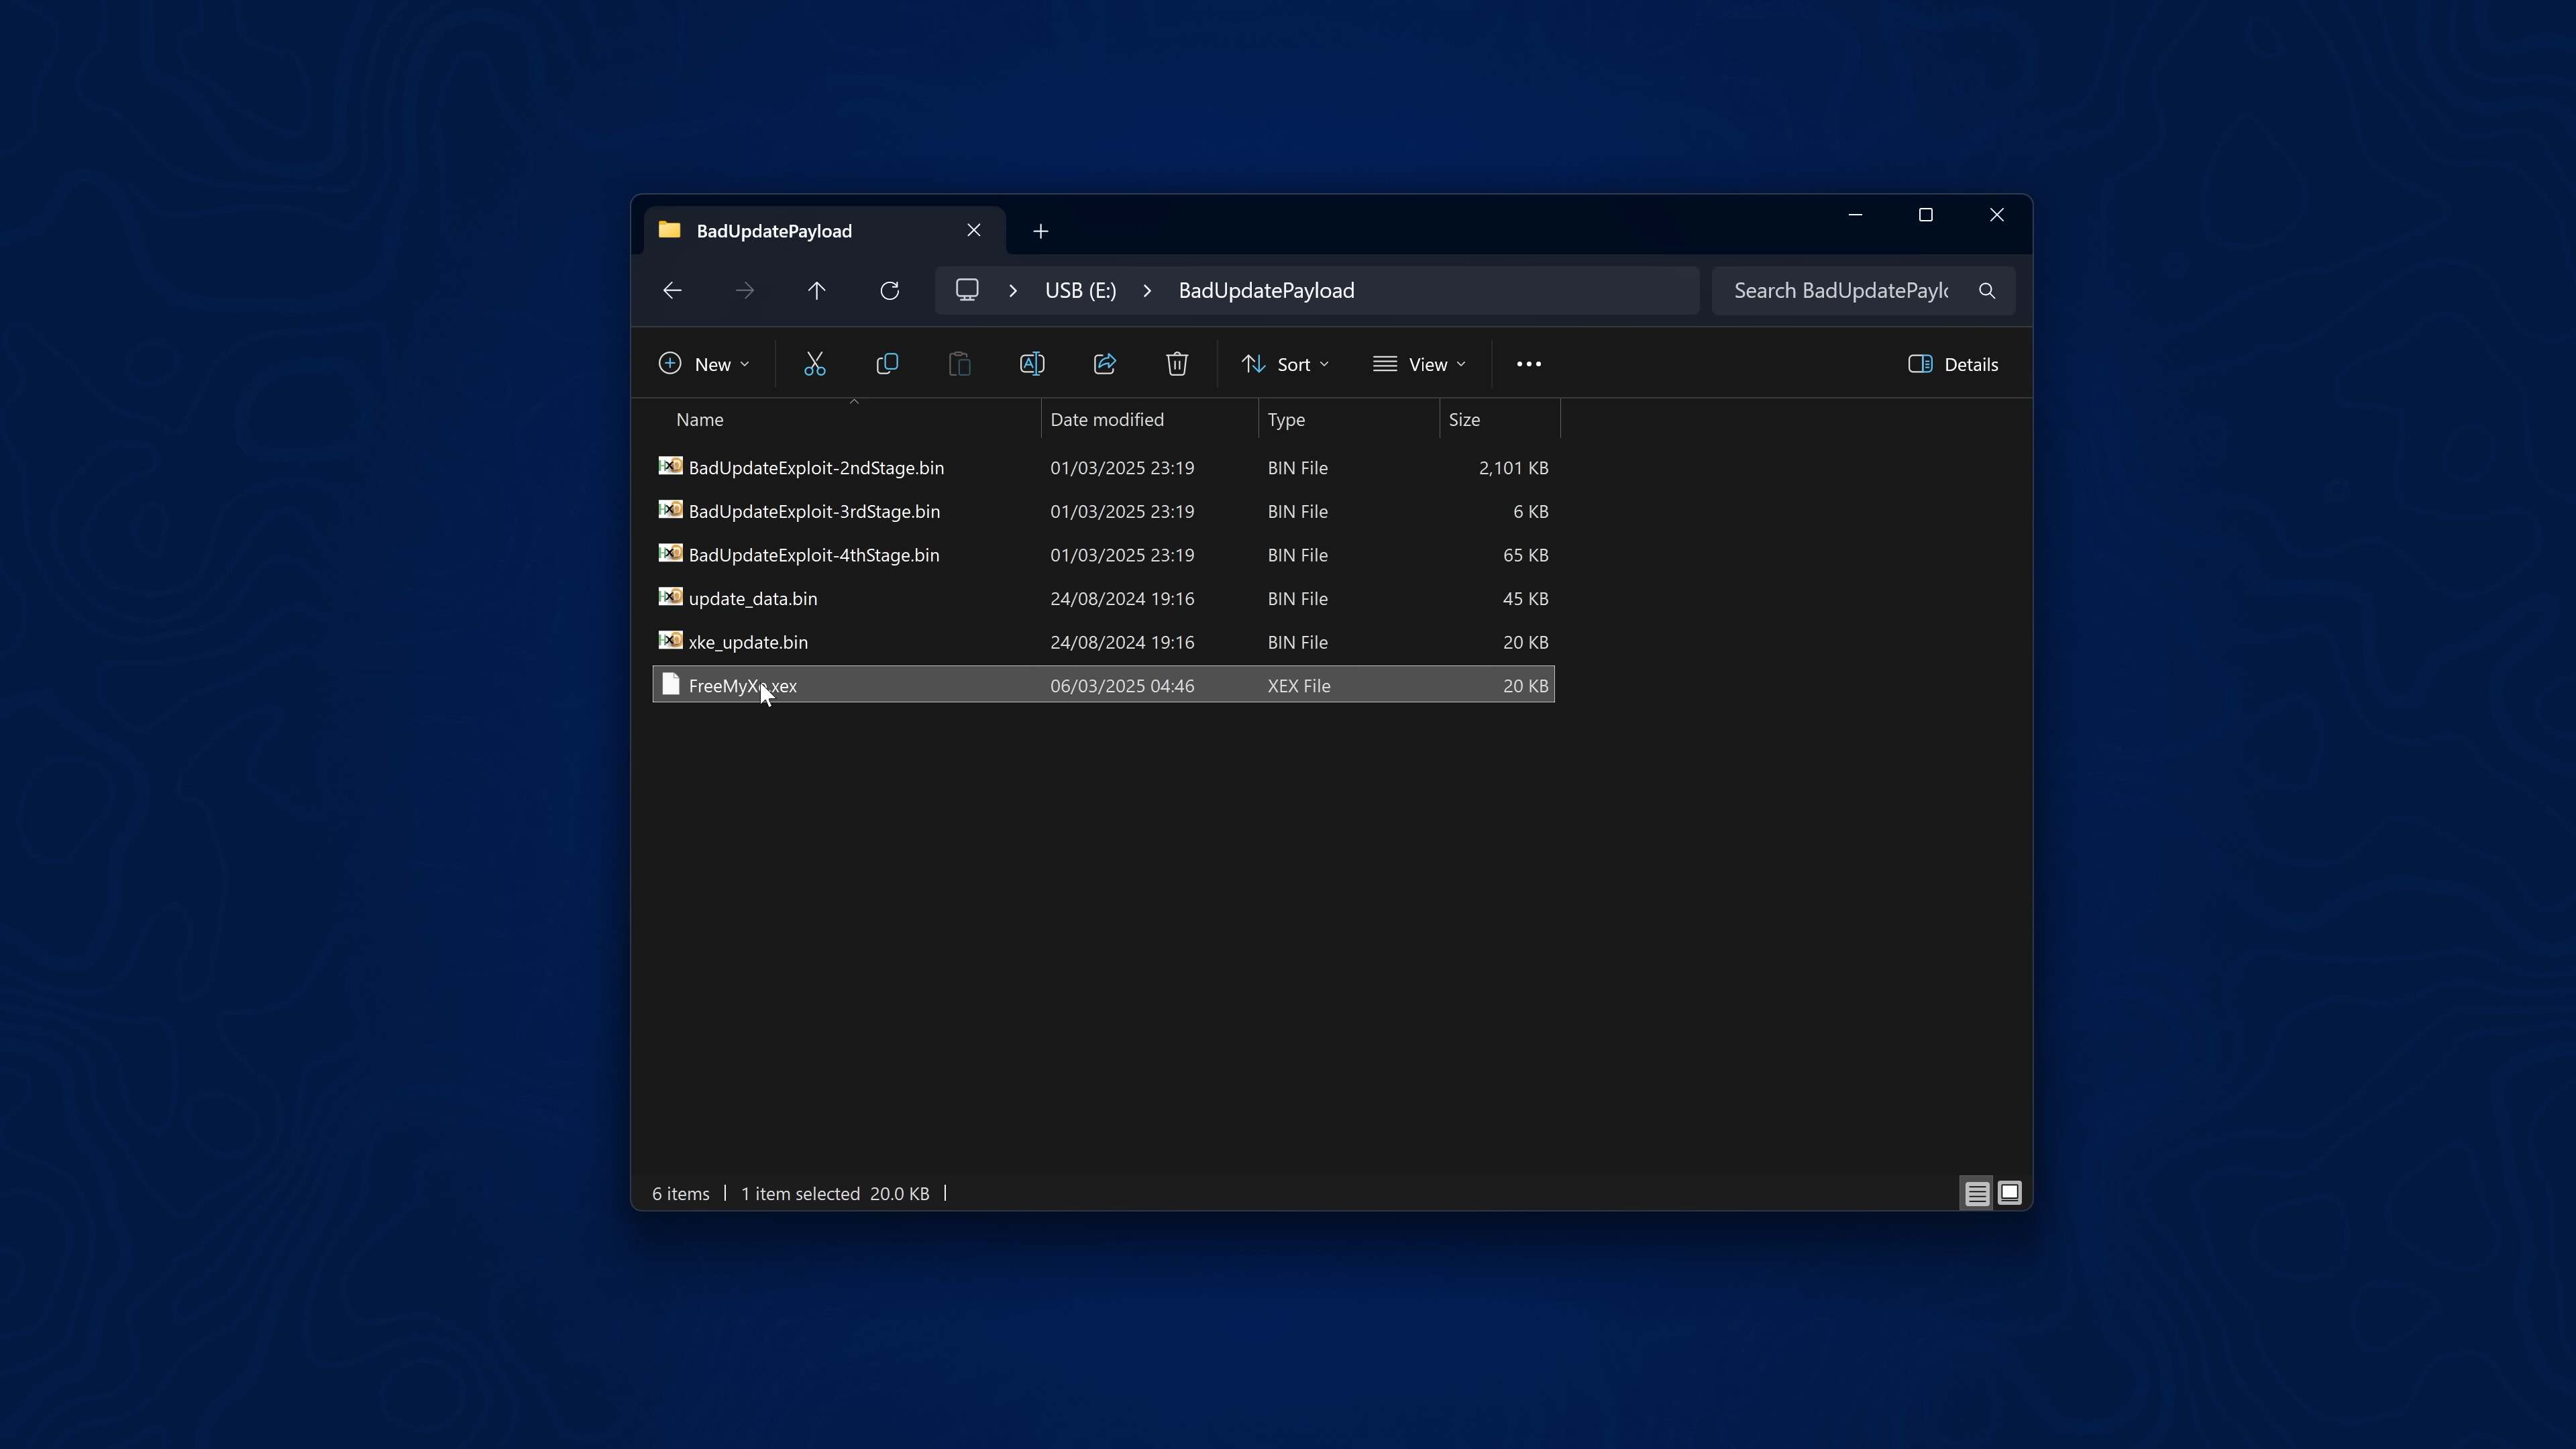 BadUpdatePayload
USB (E:) BadUpdatePayload
Search BadUpdatePayl
New Sort View Details
Name Date modified Type Size
BadUpdateExploit-2ndStage.bin 01/03/2025 23:19 BIN File 2,101 KB
BadUpdateExploit-3rdStage.bin 01/03/2025 23:19 BIN File 6 KB
BadUpdateExploit-4thStage.bin 01/03/2025 23:19 BIN File 65 KB
update_data.bin 24/08/2024 19:16 BIN File 45 KB
xke_update.bin 24/08/2024 19:16 BIN File 20 KB
FreeMyXe.xex 06/03/2025 04:46 XEX File 20 KB
6 items 1 item selected 20.0 KB